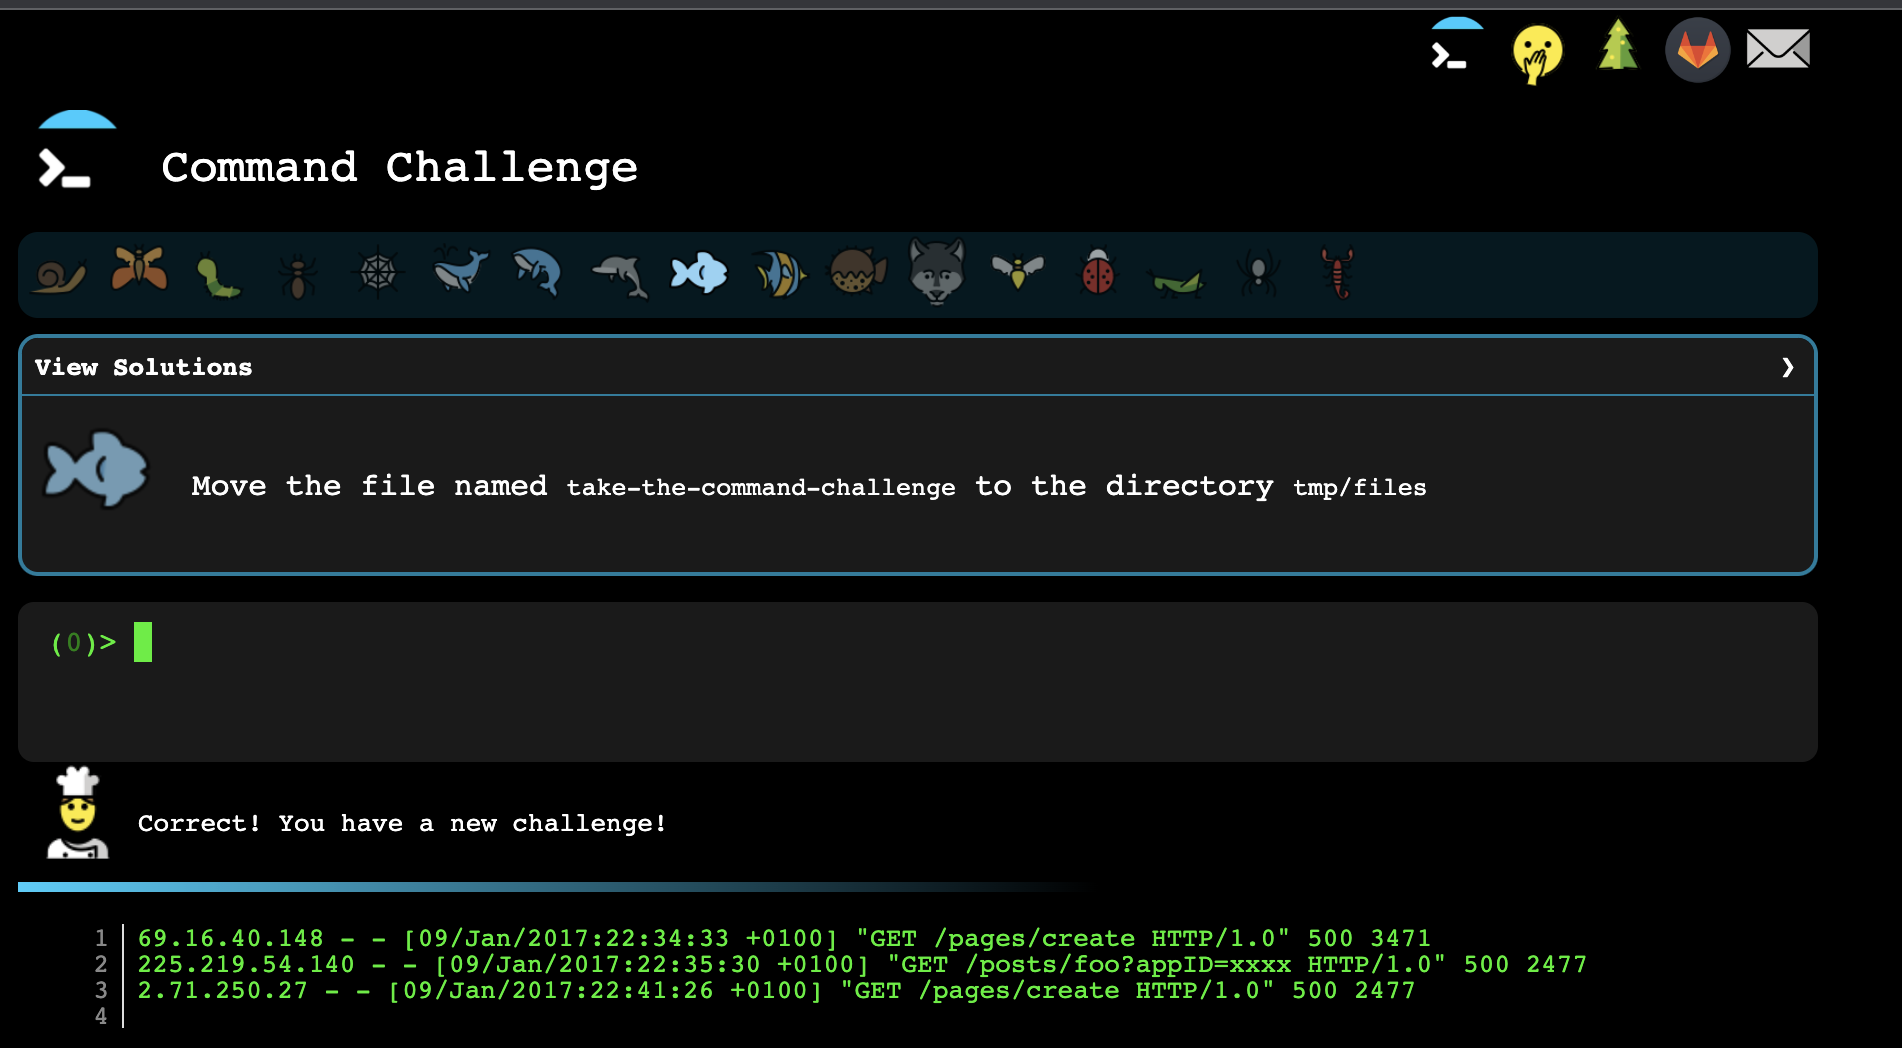 Command Challenge
View Solutions
Move the file named take-the-command-challenge to the directory tmp/files
(0)>
Correct! You have a new challenge!
1 69.16.40.148 - - [09/Jan/2017:22:34:33 +0100] "GET /pages/create HTTP/1.0" 500 3471
2 225.219.54.140 - - [09/Jan/2017:22:35:30 +0100] "GET /posts/foo?appID=xxxx HTTP/1.0" 500 2477
3 2.71.250.27 - - [09/Jan/2017:22:41:26 +0100] "GET /pages/create HTTP/1.0" 500 2477
4